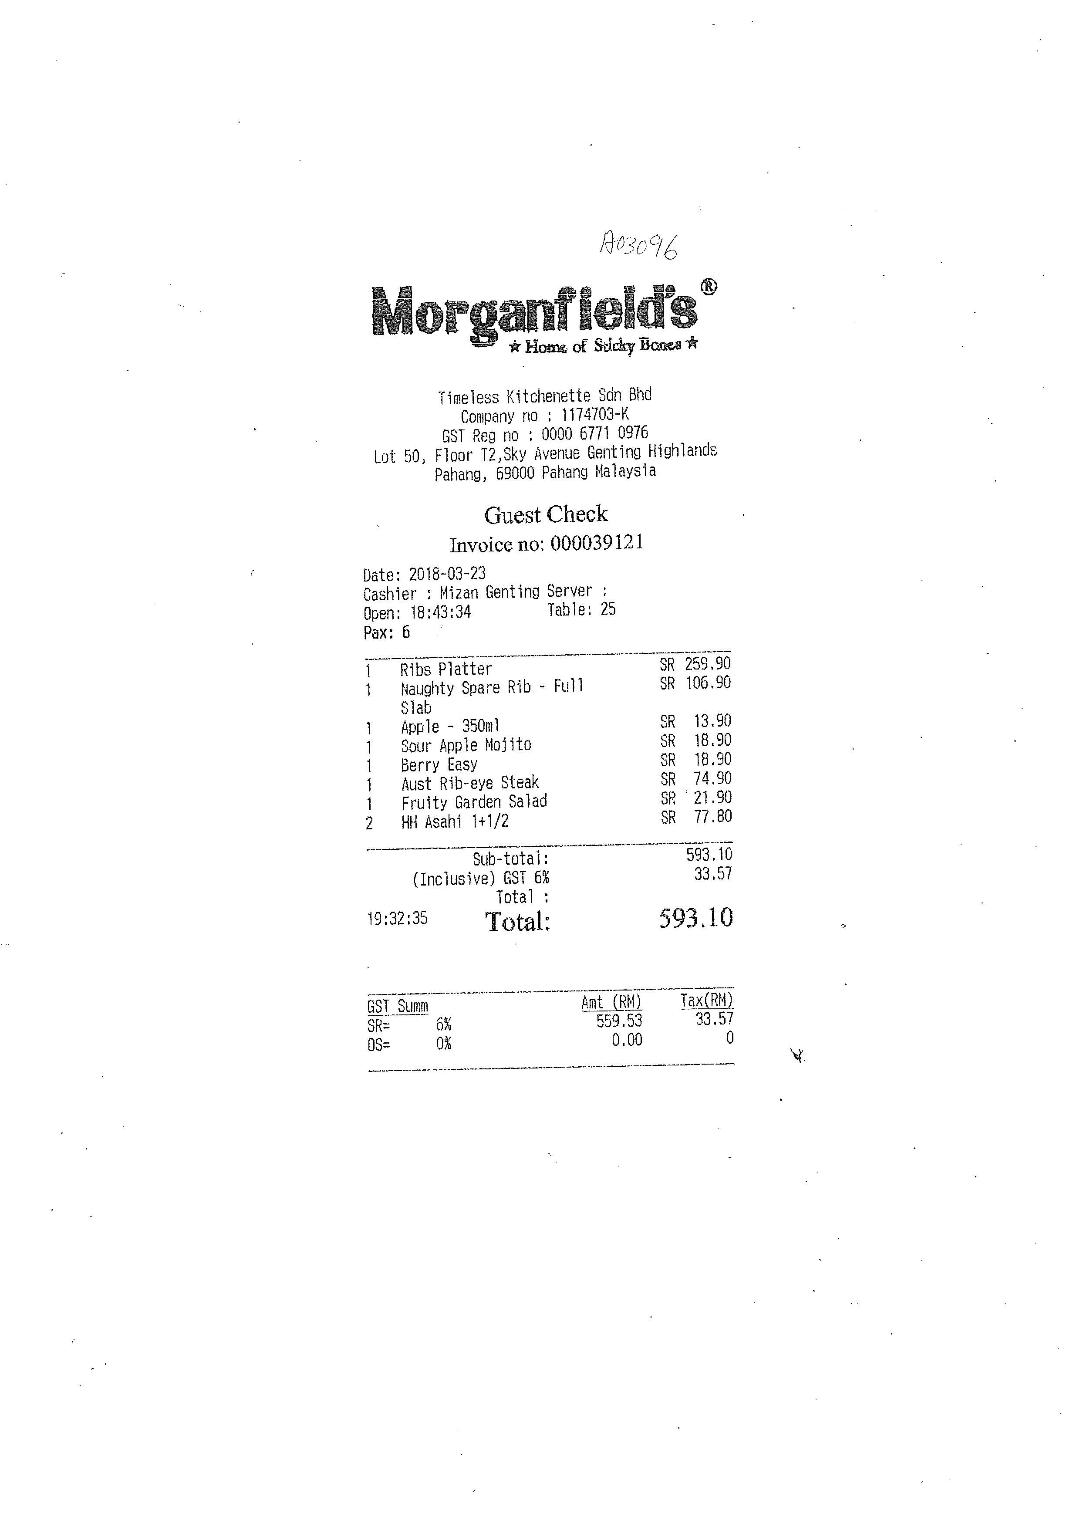 A03096
Morganfield's®
★ Home of Sticky Bones ★
Timeless Kitchenette Sdn Bhd
Company no : 1174703-K
GST Reg no : 0000 6771 0976
Lot 50, Floor T2,Sky Avenue Genting Highlands
Pahang, 69000 Pahang Malaysia
Guest Check
Invoice no: 000039121
Date: 2018-03-23
Cashier : Mizan Genting Server :
Open: 18:43:34 Table: 25
Pax: 6
1 Ribs Platter SR 259.90
1 Naughty Spare Rib - Full SR 106.90
Slab
1 Apple - 350ml SR 13.90
1 Sour Apple Mojito SR 18.90
1 Berry Easy SR 18.90
1 Aust Rib-eye Steak SR 74.90
1 Fruity Garden Salad SR 21.90
2 HH Asahi 1+1/2 SR 77.80
Sub-total: 593.10
(Inclusive) GST 6% 33.57
Total :
19:32:35 Total: 593.10
GST Summ Amt (RM) Tax(RM)
SR= 6% 559.53 33.57
OS= 0% 0.00 0